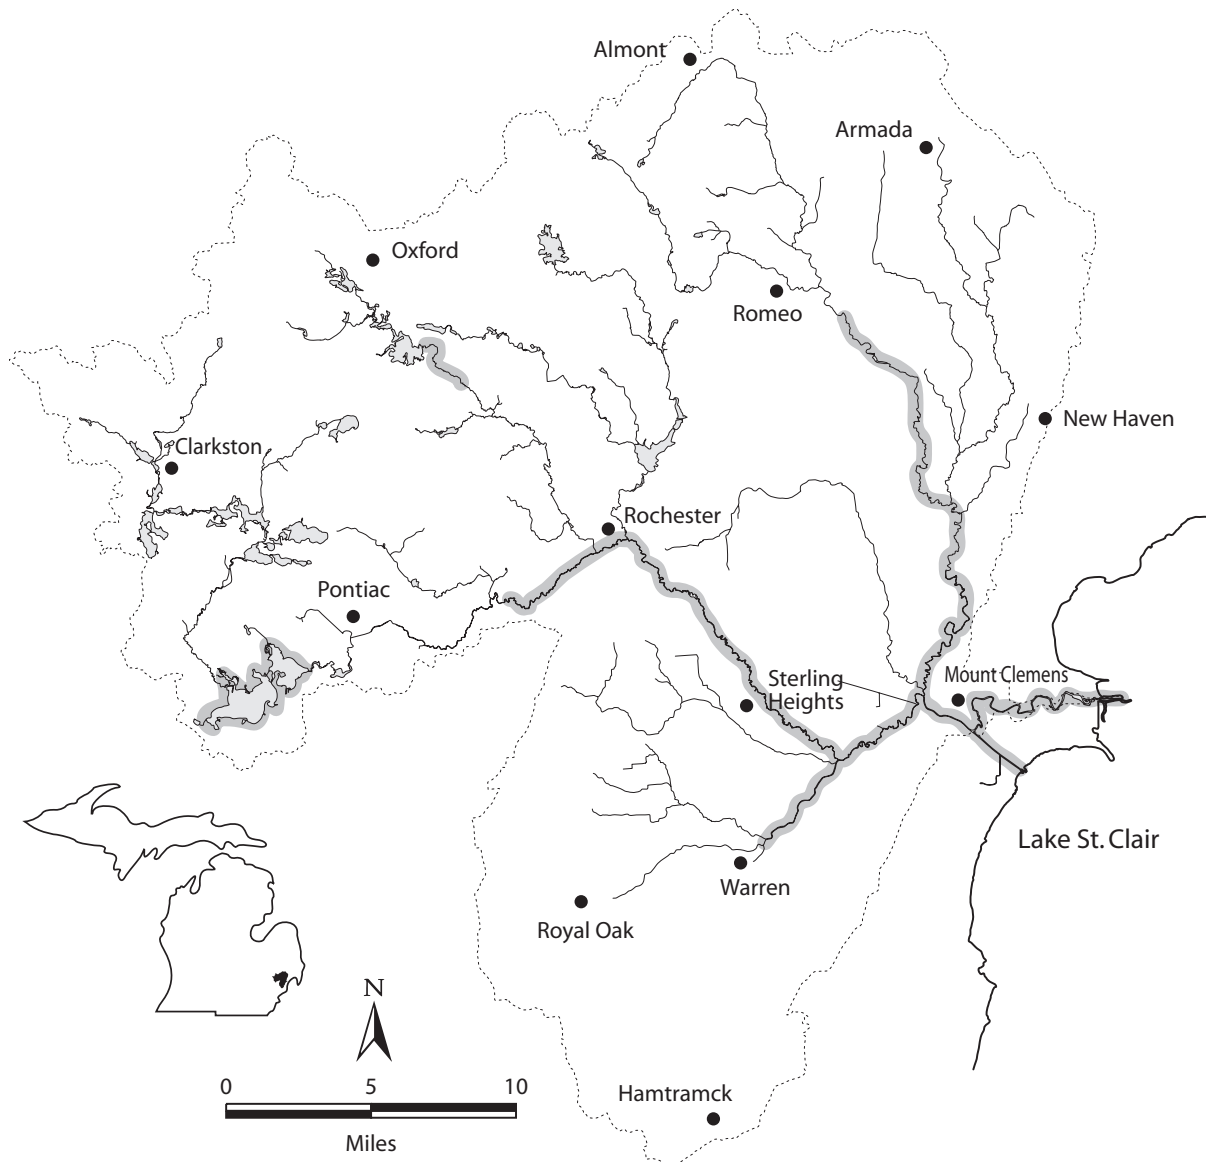 Almont
Armada
Oxford
Romeo
New Haven
Clarkston
Rochester
Pontiac
Mount Clemens
Sterling
Heights
Lake St. Clair
Warren
Royal Oak
N
0 5 10
Miles
Hamtramck